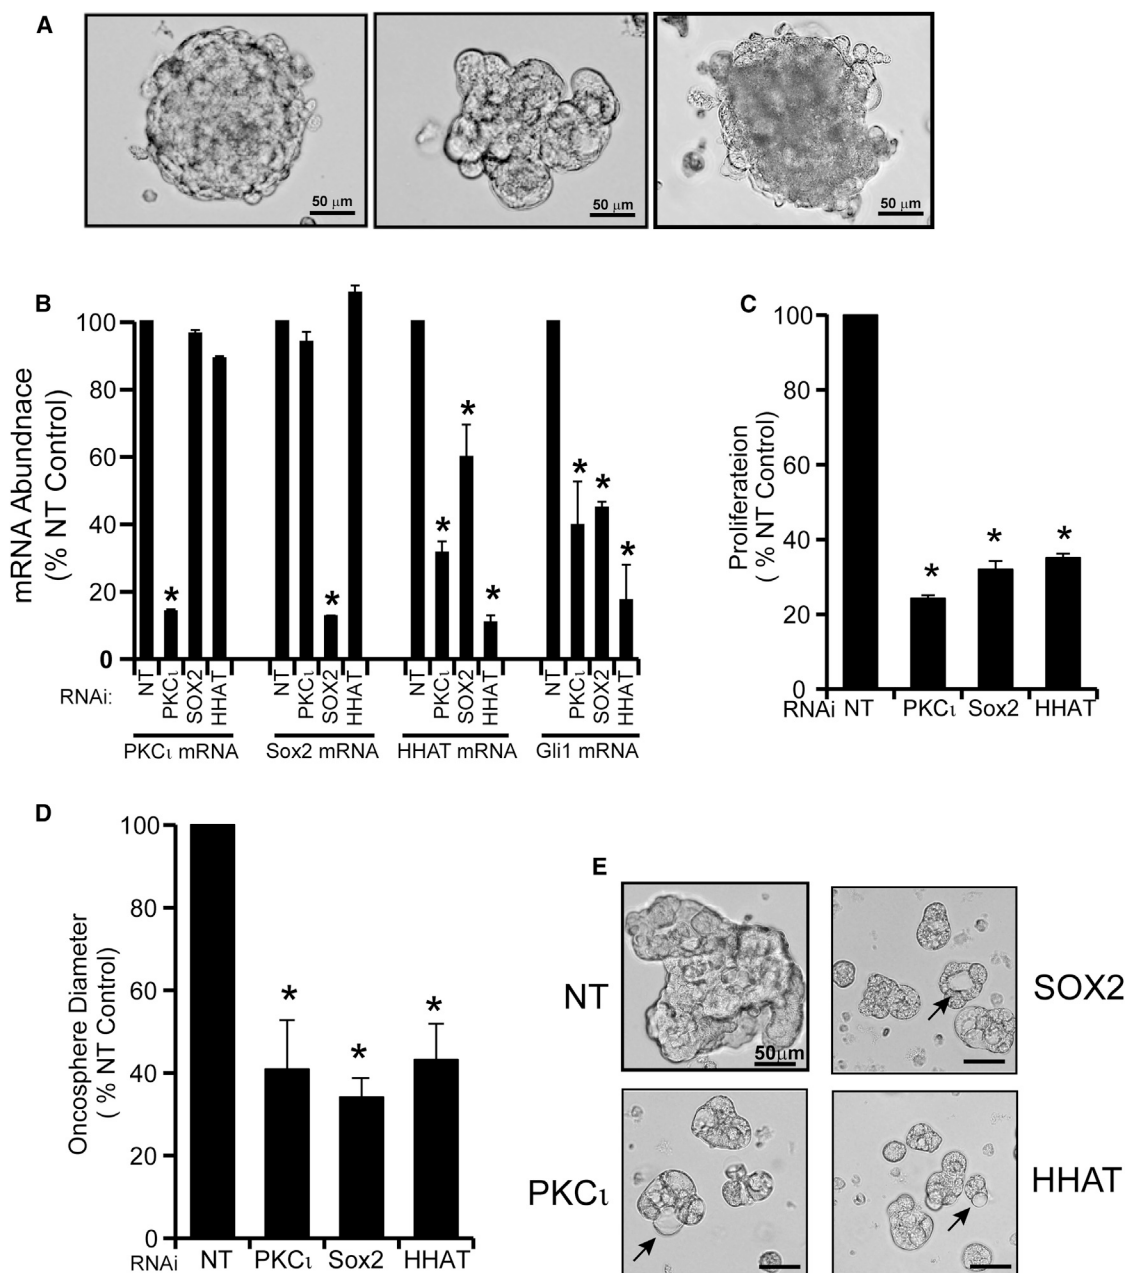 A
50 μm
50 μm
50 μm
B
mRNA Abundnace
(% NT Control)
100
80
60
40
20
0
* * * * * * * *
RNAi:
NT PKCι SOX2 HHAT NT PKCι SOX2 HHAT NT PKCι SOX2 HHAT NT PKCι SOX2 HHAT
PKCι mRNA Sox2 mRNA HHAT mRNA Gli1 mRNA
C
Proliferateion
( % NT Control)
100
80
60
40
20
0
* * *
RNAi NT PKCι Sox2 HHAT
D
Oncosphere Diameter
( % NT Control)
100
80
60
40
20
0
* * *
RNAi NT PKCι Sox2 HHAT
E
NT
50μm
SOX2
PKCι
HHAT